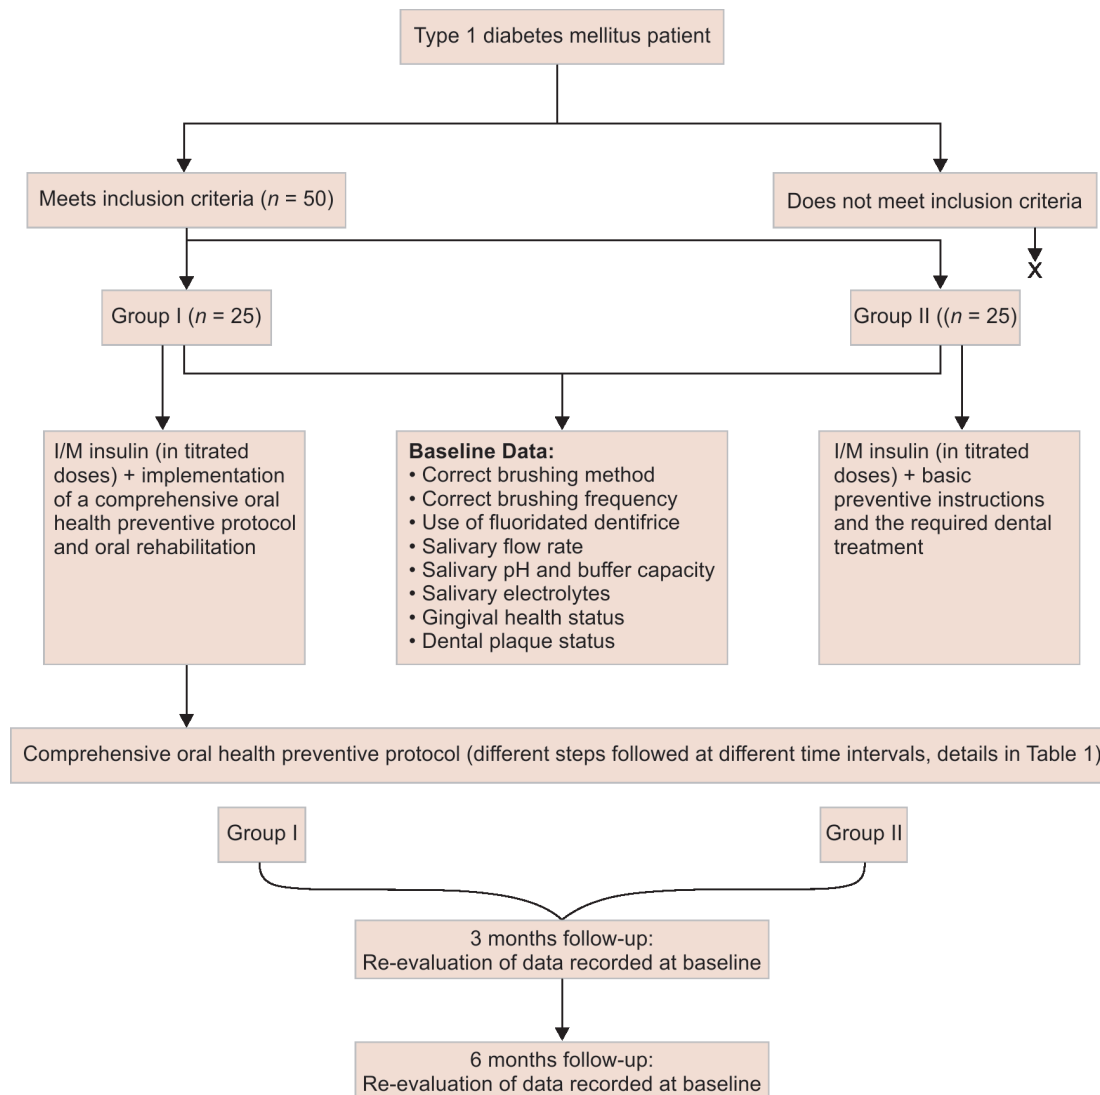 Type 1 diabetes mellitus patient
Meets inclusion criteria (n = 50)
Does not meet inclusion criteria
X
Group I (n = 25)
Group II ((n = 25)
I/M insulin (in titrated
doses) + implementation
of a comprehensive oral
health preventive protocol
and oral rehabilitation
Baseline Data:
• Correct brushing method
• Correct brushing frequency
• Use of fluoridated dentifrice
• Salivary flow rate
• Salivary pH and buffer capacity
• Salivary electrolytes
• Gingival health status
• Dental plaque status
I/M insulin (in titrated
doses) + basic
preventive instructions
and the required dental
treatment
Comprehensive oral health preventive protocol (different steps followed at different time intervals, details in Table 1)
Group I
Group II
3 months follow-up:
Re-evaluation of data recorded at baseline
6 months follow-up:
Re-evaluation of data recorded at baseline